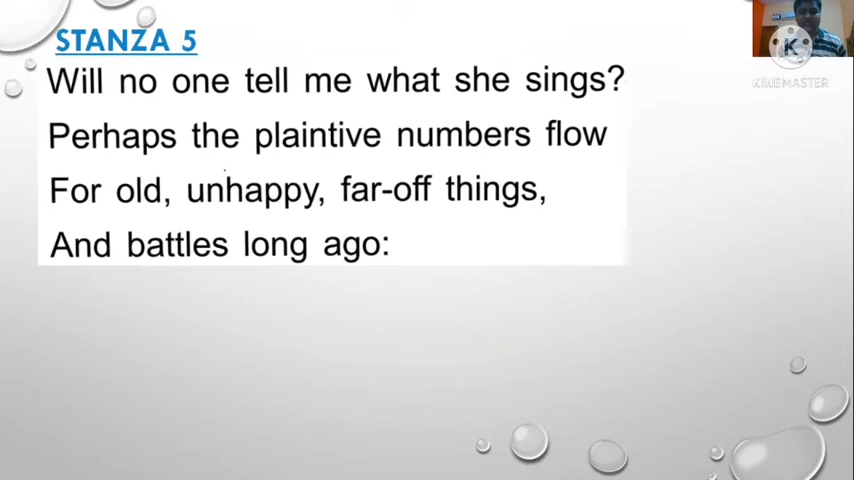 STANZA 5
Will no one tell me what she sings?
Perhaps the plaintive numbers flow
For old, unhappy, far-off things,
And battles long ago:
K
KINEMASTER